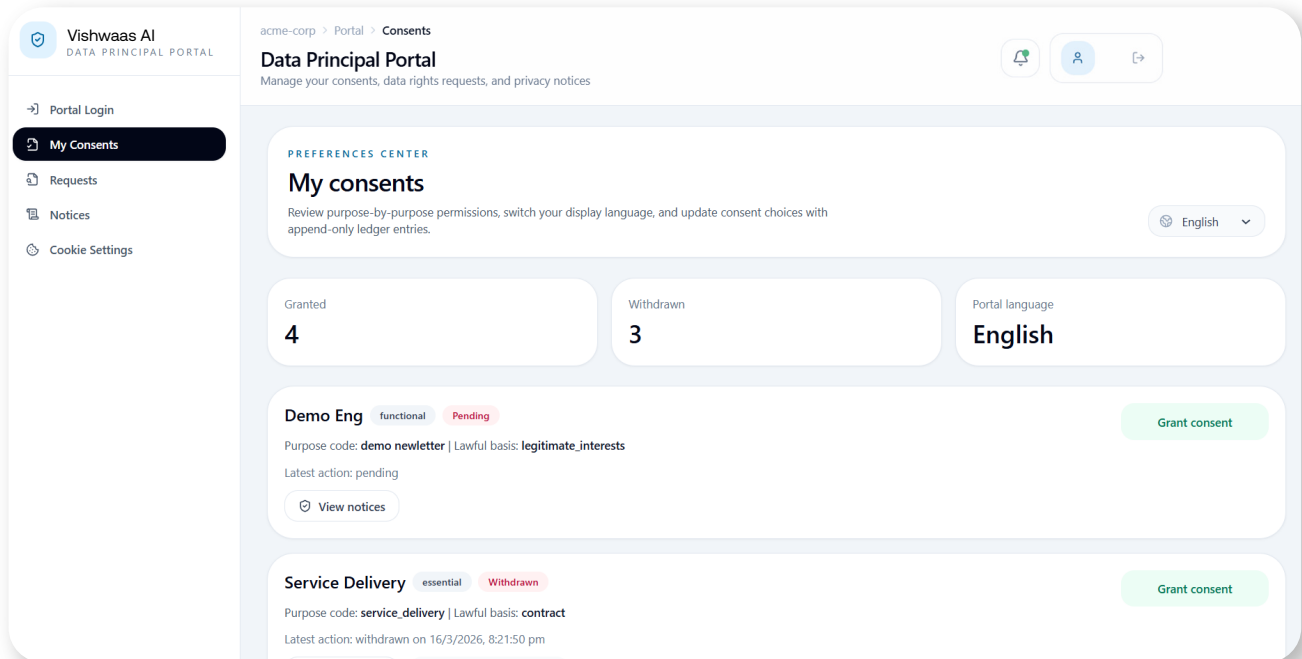 Vishwaas AI
DATA PRINCIPAL PORTAL
Portal Login
My Consents
Requests
Notices
Cookie Settings
acme-corp > Portal > Consents
Data Principal Portal
Manage your consents, data rights requests, and privacy notices
PREFERENCES CENTER
My consents
Review purpose-by-purpose permissions, switch your display language, and update consent choices with
append-only ledger entries.
English
Granted
4
Withdrawn
3
Portal language
English
Demo Eng functional Pending
Grant consent
Purpose code: demo newletter | Lawful basis: legitimate_interests
Latest action: pending
View notices
Service Delivery essential Withdrawn
Grant consent
Purpose code: service_delivery | Lawful basis: contract
Latest action: withdrawn on 16/3/2026, 8:21:50 pm